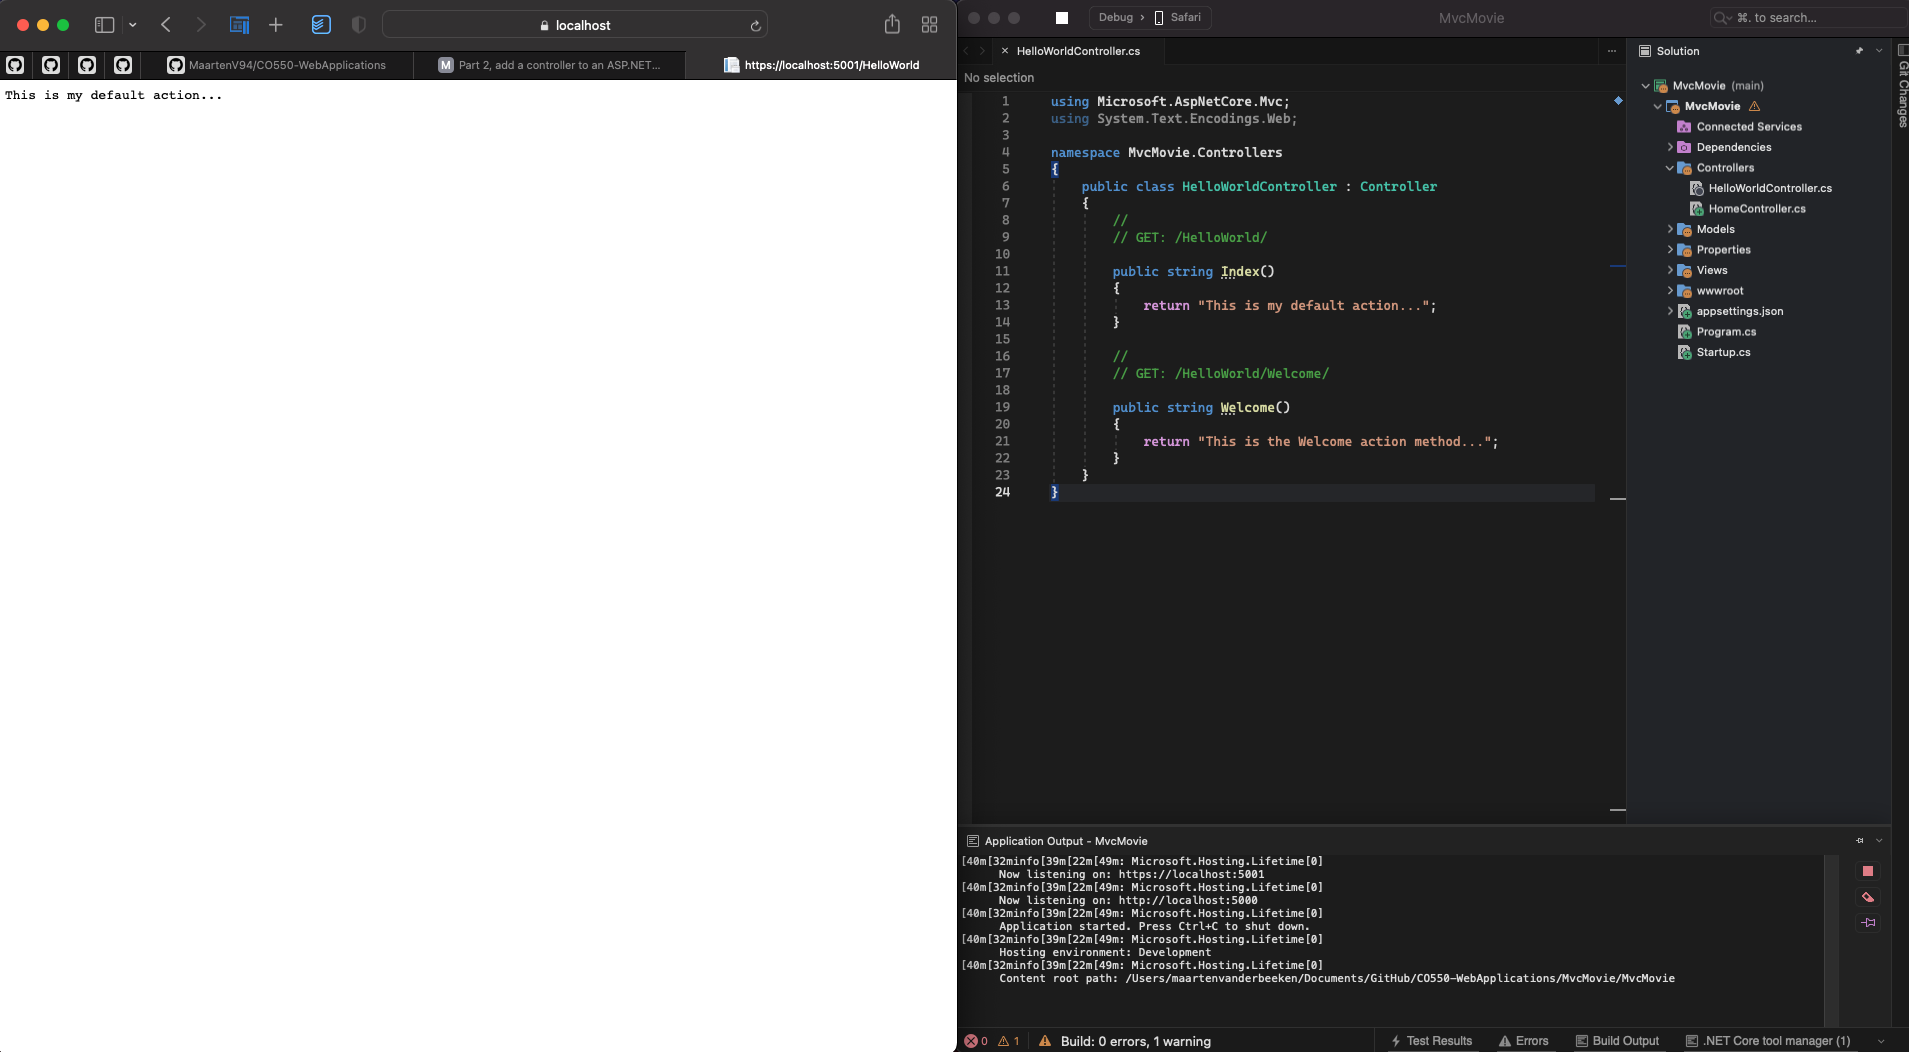 localhost
MaartenV94/CO550-WebApplications
Part 2, add a controller to an ASP.NET...
https://localhost:5001/HelloWorld
This is my default action...
Debug › Safari
MvcMovie
⌘. to search...
HelloWorldController.cs
No selection
1 using Microsoft.AspNetCore.Mvc;
2 using System.Text.Encodings.Web;
3
4 namespace MvcMovie.Controllers
5 {
6 public class HelloWorldController : Controller
7 {
8 //
9 // GET: /HelloWorld/
10
11 public string Index()
12 {
13 return "This is my default action...";
14 }
15
16 //
17 // GET: /HelloWorld/Welcome/
18
19 public string Welcome()
20 {
21 return "This is the Welcome action method...";
22 }
23 }
24 }
Solution
MvcMovie (main)
MvcMovie
Connected Services
Dependencies
Controllers
HelloWorldController.cs
HomeController.cs
Models
Properties
Views
wwwroot
appsettings.json
Program.cs
Startup.cs
Git Changes
Application Output - MvcMovie
[40m[32minfo[39m[22m[49m: Microsoft.Hosting.Lifetime[0]
Now listening on: https://localhost:5001
[40m[32minfo[39m[22m[49m: Microsoft.Hosting.Lifetime[0]
Now listening on: http://localhost:5000
[40m[32minfo[39m[22m[49m: Microsoft.Hosting.Lifetime[0]
Application started. Press Ctrl+C to shut down.
[40m[32minfo[39m[22m[49m: Microsoft.Hosting.Lifetime[0]
Hosting environment: Development
[40m[32minfo[39m[22m[49m: Microsoft.Hosting.Lifetime[0]
Content root path: /Users/maartenvanderbeeken/Documents/GitHub/CO550-WebApplications/MvcMovie/MvcMovie
0 1 Build: 0 errors, 1 warning
Test Results Errors Build Output .NET Core tool manager (1)